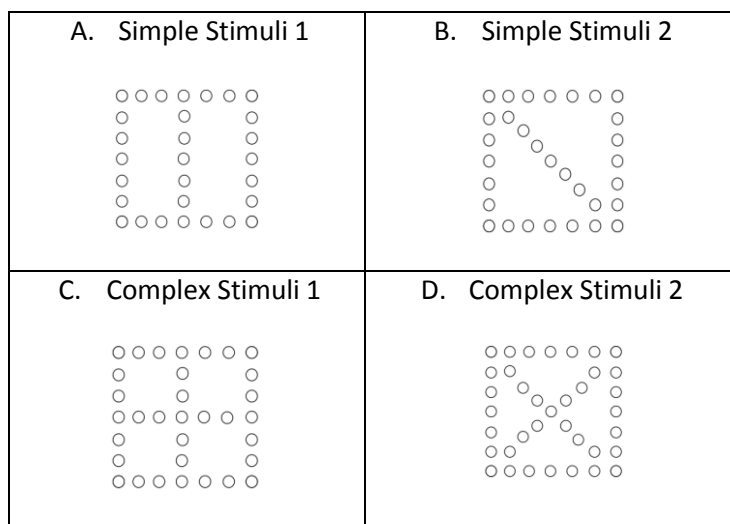 A. Simple Stimuli 1
B. Simple Stimuli 2
C. Complex Stimuli 1
D. Complex Stimuli 2